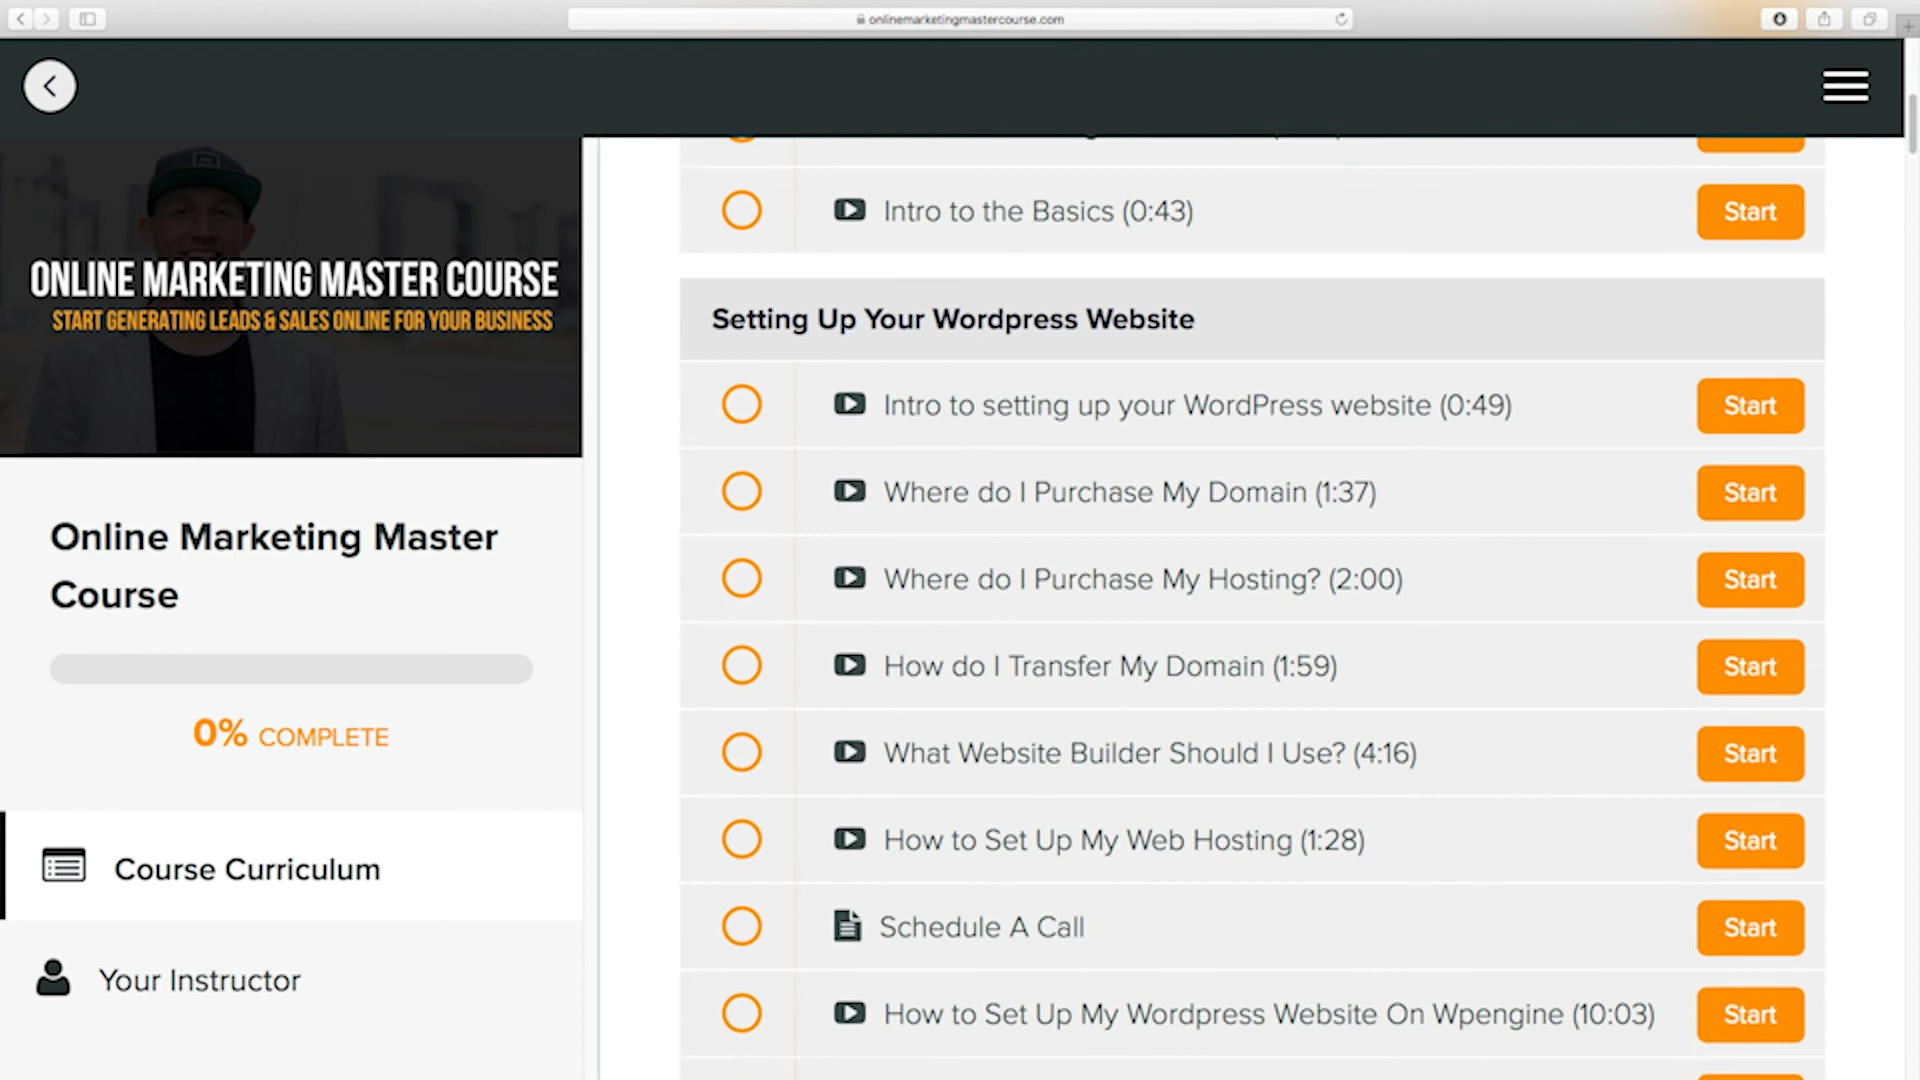 onlinemarketingmastercourse.com
ONLINE MARKETING MASTER COURSE
START GENERATING LEADS & SALES ONLINE FOR YOUR BUSINESS
Online Marketing Master
Course
0% COMPLETE
Course Curriculum
Your Instructor
Intro to the Basics (0:43)
Start
Setting Up Your Wordpress Website
Intro to setting up your WordPress website (0:49)
Start
Where do I Purchase My Domain (1:37)
Start
Where do I Purchase My Hosting? (2:00)
Start
How do I Transfer My Domain (1:59)
Start
What Website Builder Should I Use? (4:16)
Start
How to Set Up My Web Hosting (1:28)
Start
Schedule A Call
Start
How to Set Up My Wordpress Website On Wpengine (10:03)
Start